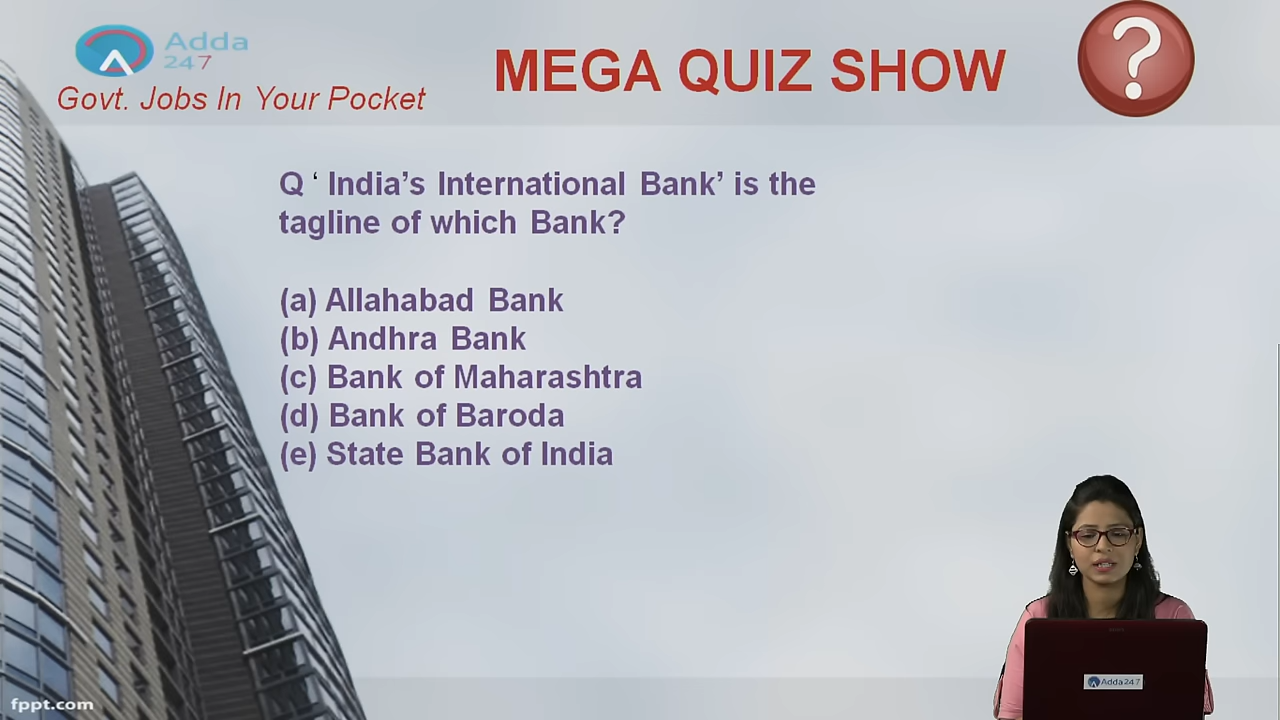 Adda
247
Govt. Jobs In Your Pocket
MEGA QUIZ SHOW
?
Q ‘ India’s International Bank’ is the
tagline of which Bank?
(a) Allahabad Bank
(b) Andhra Bank
(c) Bank of Maharashtra
(d) Bank of Baroda
(e) State Bank of India
Adda247
fppt.com